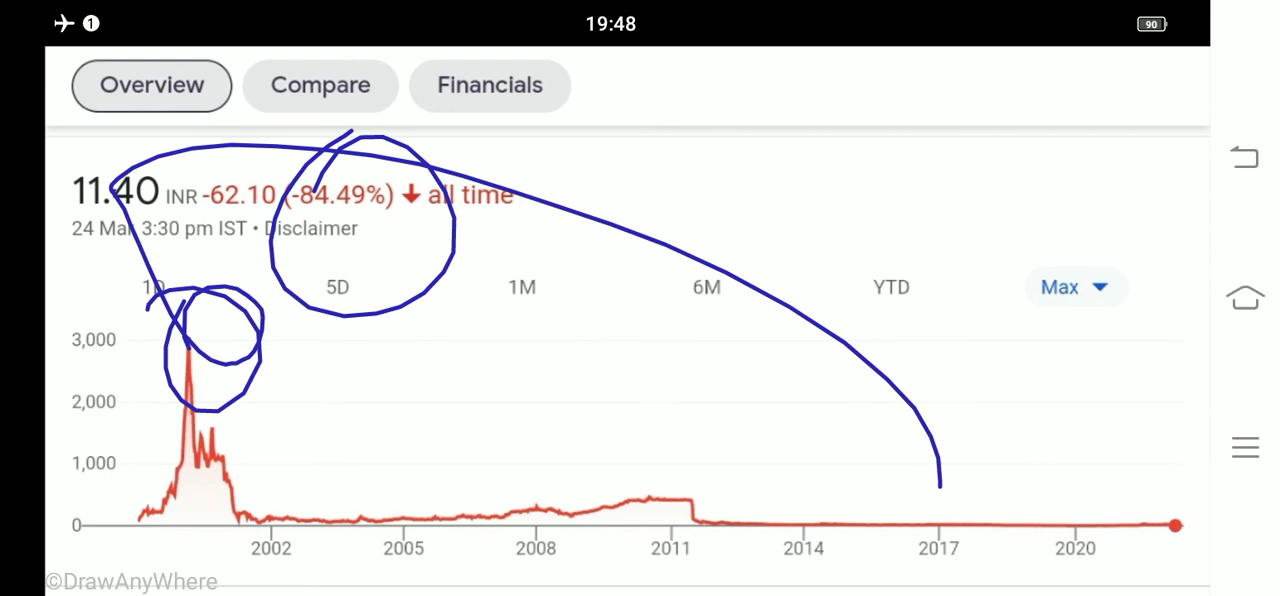 1 19:48 90
Overview Compare Financials
11.40 INR -62.10 (-84.49%) all time
24 Mar, 3:30 pm IST • Disclaimer
1D 5D 1M 6M YTD Max
3,000
2,000
1,000
0
2002 2005 2008 2011 2014 2017 2020
©DrawAnyWhere